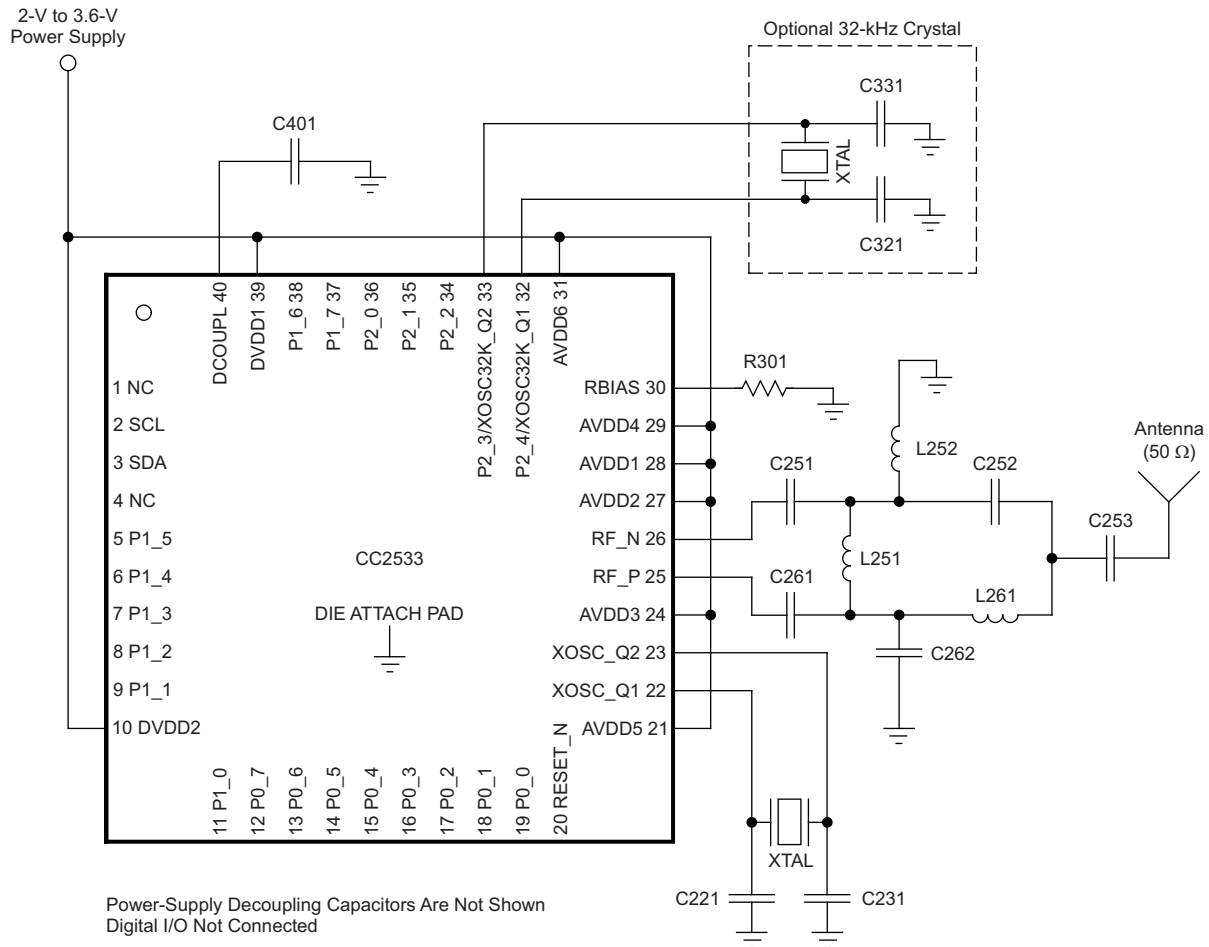 2-V to 3.6-V
Power Supply
Optional 32-kHz Crystal
C331
XTAL
C321
C401
DCOUPL 40
DVDD1 39
P1_6 38
P1_7 37
P2_0 36
P2_1 35
P2_2 34
P2_3/XOSC32K_Q2 33
P2_4/XOSC32K_Q1 32
AVDD6 31
1 NC
2 SCL
3 SDA
4 NC
5 P1_5
6 P1_4
7 P1_3
8 P1_2
9 P1_1
10 DVDD2
CC2533
DIE ATTACH PAD
RBIAS 30
AVDD4 29
AVDD1 28
AVDD2 27
RF_N 26
RF_P 25
AVDD3 24
XOSC_Q2 23
XOSC_Q1 22
AVDD5 21
11 P1_0
12 P0_7
13 P0_6
14 P0_5
15 P0_4
16 P0_3
17 P0_2
18 P0_1
19 P0_0
20 RESET_N
R301
L252
Antenna
(50 Ω)
C251
C252
C253
L251
C261
L261
C262
XTAL
C221
C231
Power-Supply Decoupling Capacitors Are Not Shown
Digital I/O Not Connected